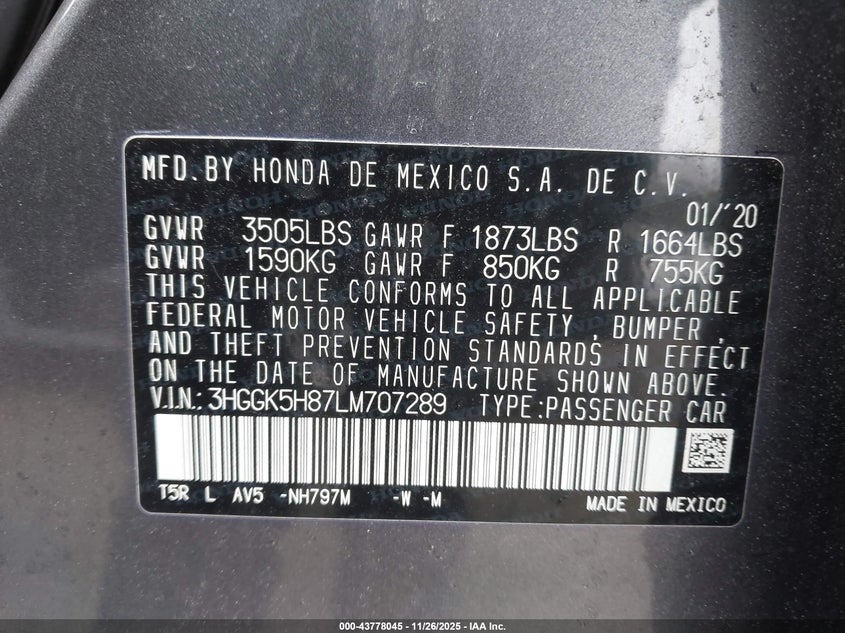 MFD.BY HONDA DE MEXICO S.A. DE C.V.
01/'20
GVWR 3505LBS GAWR F 1873LBS R 1664LBS
GVWR 1590KG GAWR F 850KG R 755KG
THIS VEHICLE CONFORMS TO ALL APPLICABLE
FEDERAL MOTOR VEHICLE SAFETY , BUMPER ,
AND THEFT PREVENTION STANDARDS IN EFFECT
ON THE DATE OF MANUFACTURE SHOWN ABOVE.
V.I.N.: 3HGGK5H87LM707289 TYPE:PASSENGER CAR
T5R L AV5 -NH797M -W -M MADE IN MEXICO
000-43778045 — 11/26/2025 — IAA Inc.